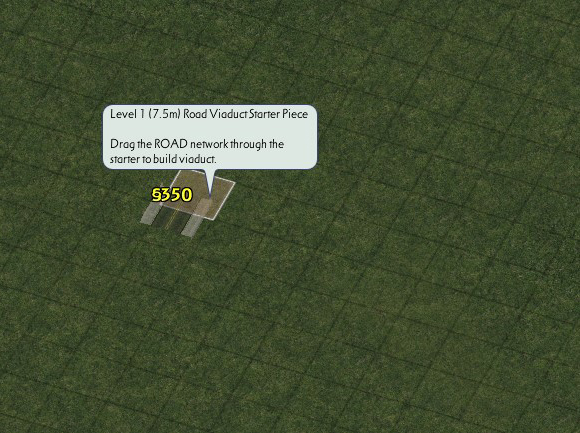 Level 1 (7.5m) Road Viaduct Starter Piece
Drag the ROAD network through the
starter to build viaduct.
§350